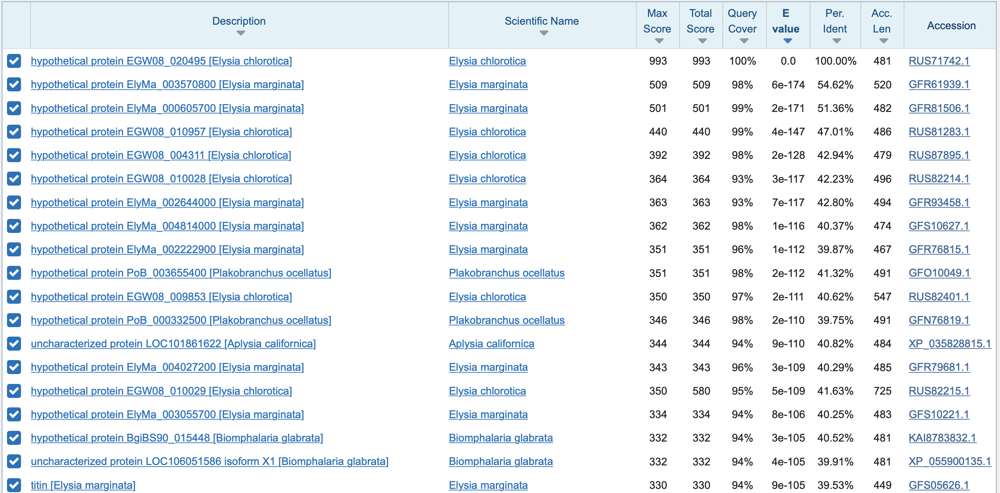 Description Scientific Name Max Score Total Score Query Cover E value Per. Ident Acc. Len Accession
hypothetical protein EGW08_020495 [Elysia chlorotica] Elysia chlorotica 993 993 100% 0.0 100.00% 481 RUS71742.1
hypothetical protein ElyMa_003570800 [Elysia marginata] Elysia marginata 509 509 98% 6e-174 54.62% 520 GFR61939.1
hypothetical protein ElyMa_000605700 [Elysia marginata] Elysia marginata 501 501 99% 2e-171 51.36% 482 GFR81506.1
hypothetical protein EGW08_010957 [Elysia chlorotica] Elysia chlorotica 440 440 99% 4e-147 47.01% 486 RUS81283.1
hypothetical protein EGW08_004311 [Elysia chlorotica] Elysia chlorotica 392 392 98% 2e-128 42.94% 479 RUS87895.1
hypothetical protein EGW08_010028 [Elysia chlorotica] Elysia chlorotica 364 364 93% 3e-117 42.23% 496 RUS82214.1
hypothetical protein ElyMa_002644000 [Elysia marginata] Elysia marginata 363 363 93% 7e-117 42.80% 494 GFR93458.1
hypothetical protein ElyMa_004814000 [Elysia marginata] Elysia marginata 362 362 98% 1e-116 40.37% 474 GFS10627.1
hypothetical protein ElyMa_002222900 [Elysia marginata] Elysia marginata 351 351 96% 1e-112 39.87% 467 GFR76815.1
hypothetical protein PoB_003655400 [Plakobranchus ocellatus] Plakobranchus ocellatus 351 351 98% 2e-112 41.32% 491 GFO10049.1
hypothetical protein EGW08_009853 [Elysia chlorotica] Elysia chlorotica 350 350 97% 2e-111 40.62% 547 RUS82401.1
hypothetical protein PoB_000332500 [Plakobranchus ocellatus] Plakobranchus ocellatus 346 346 98% 2e-110 39.75% 491 GFN76819.1
uncharacterized protein LOC101861622 [Aplysia californica] Aplysia californica 344 344 94% 9e-110 40.82% 484 XP_035828815.1
hypothetical protein ElyMa_004027200 [Elysia marginata] Elysia marginata 343 343 96% 3e-109 40.29% 485 GFR79681.1
hypothetical protein EGW08_010029 [Elysia chlorotica] Elysia chlorotica 350 580 95% 5e-109 41.63% 725 RUS82215.1
hypothetical protein ElyMa_003055700 [Elysia marginata] Elysia marginata 334 334 94% 8e-106 40.25% 483 GFS10221.1
hypothetical protein BgiBS90_015448 [Biomphalaria glabrata] Biomphalaria glabrata 332 332 94% 3e-105 40.52% 481 KAI8783832.1
uncharacterized protein LOC106051586 isoform X1 [Biomphalaria glabrata] Biomphalaria glabrata 332 332 94% 4e-105 39.91% 481 XP_055900135.1
titin [Elysia marginata] Elysia marginata 330 330 94% 9e-105 39.53% 449 GFS05626.1